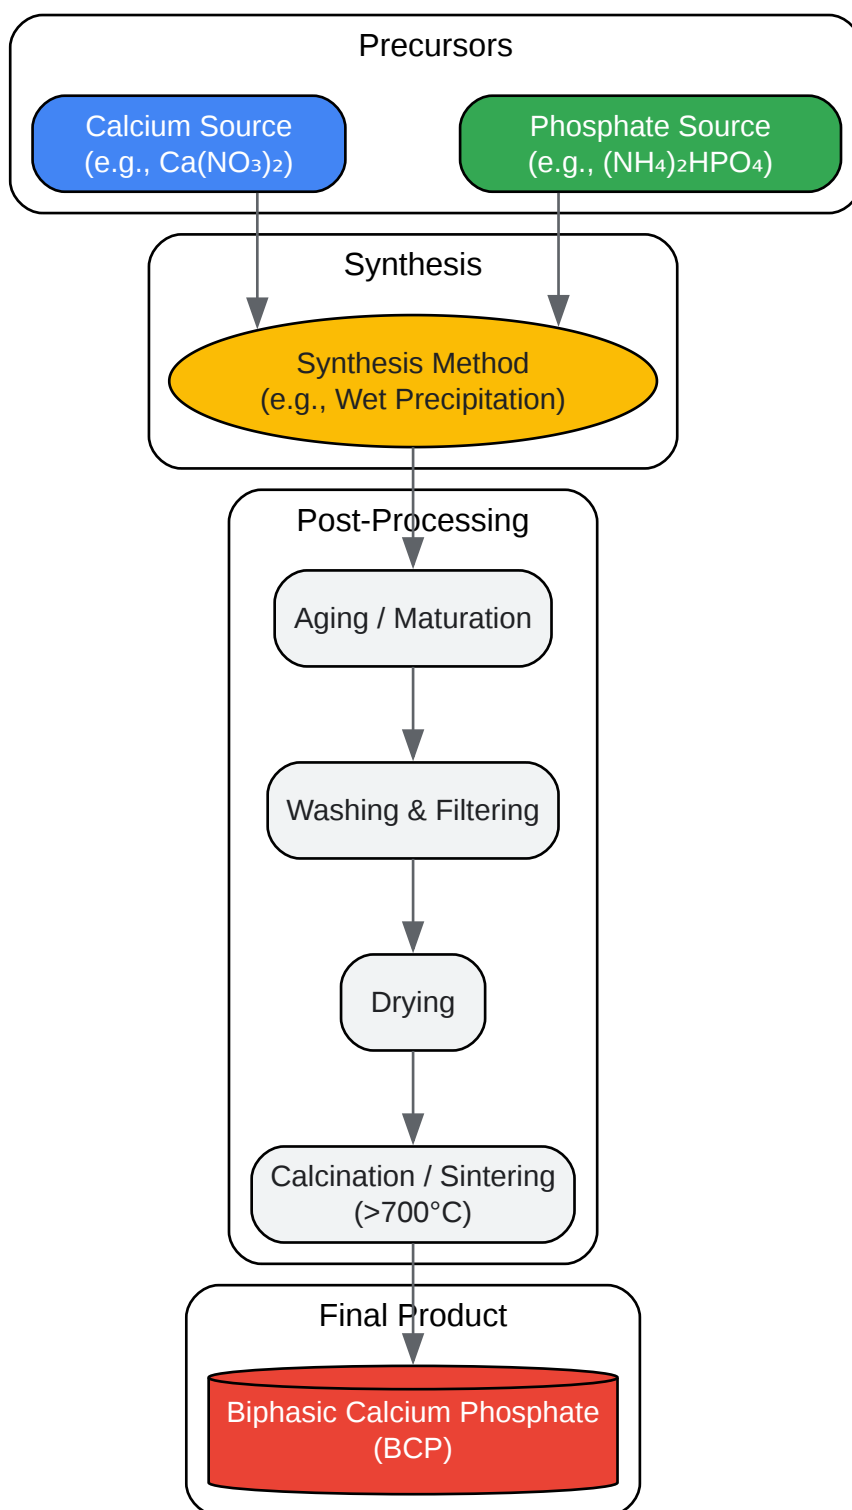 Precursors
Calcium Source
(e.g., Ca(NO₃)₂)
Phosphate Source
(e.g., (NH₄)₂HPO₄)
Synthesis
Synthesis Method
(e.g., Wet Precipitation)
Post-Processing
Aging / Maturation
Washing & Filtering
Drying
Calcination / Sintering
(>700°C)
Final Product
Biphasic Calcium Phosphate
(BCP)